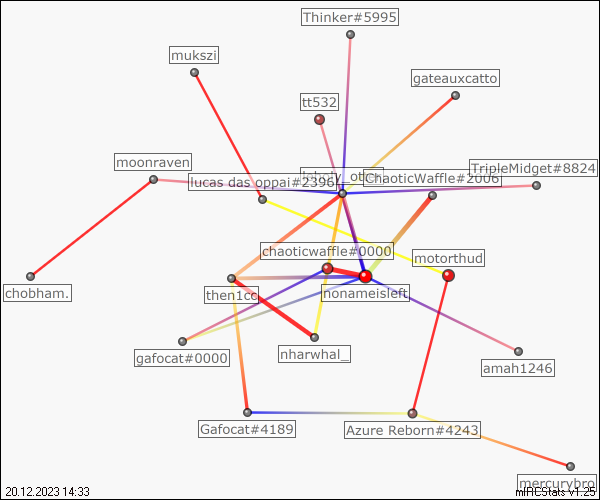 Thinker#5995
mukszi
gateauxcatto
tt532
moonraven
TripleMidget#8824
lucas das oppai#2396
ChaoticWaffle#2006
chaoticwaffle#0000
motorthud
chobham.
then1cc
nonameisleft
gafocat#0000
nharwhal_
amah1246
Gafocat#4189
Azure Reborn#4243
mercurybro
20.12.2023 14:33
mIRCStats v1.25